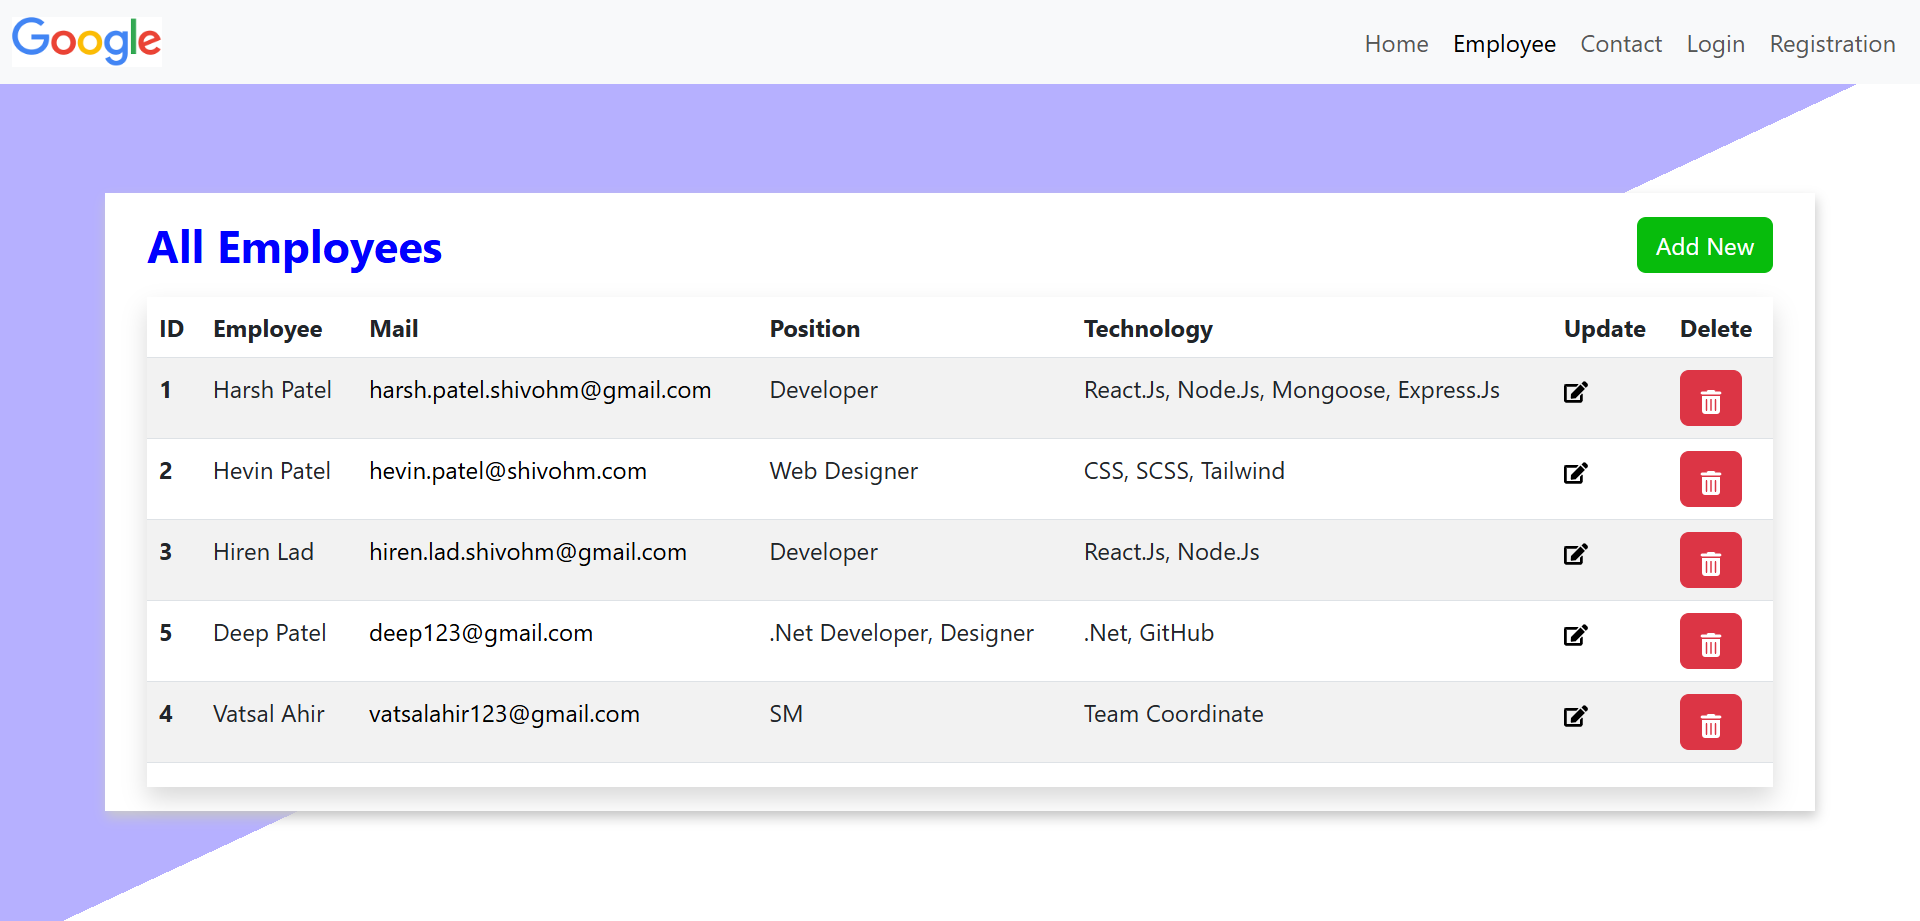 Google
Home Employee Contact Login Registration
All Employees
Add New
ID Employee Mail Position Technology Update Delete
1 Harsh Patel harsh.patel.shivohm@gmail.com Developer React.Js, Node.Js, Mongoose, Express.Js
2 Hevin Patel hevin.patel@shivohm.com Web Designer CSS, SCSS, Tailwind
3 Hiren Lad hiren.lad.shivohm@gmail.com Developer React.Js, Node.Js
5 Deep Patel deep123@gmail.com .Net Developer, Designer .Net, GitHub
4 Vatsal Ahir vatsalahir123@gmail.com SM Team Coordinate